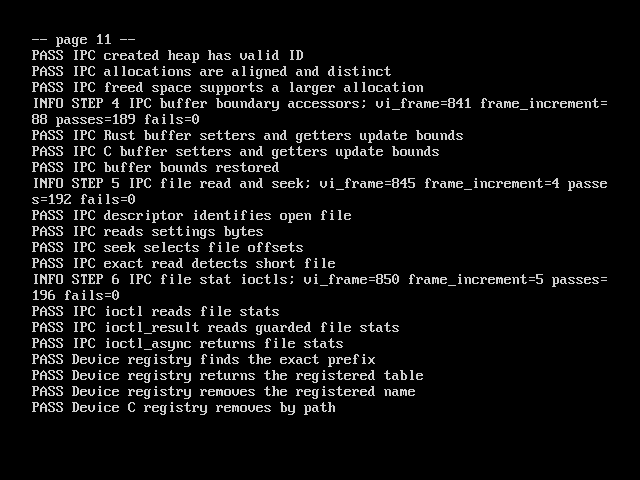 -- page 11 --
PASS IPC created heap has valid ID
PASS IPC allocations are aligned and distinct
PASS IPC freed space supports a larger allocation
INFO STEP 4 IPC buffer boundary accessors; vi_frame=841 frame_increment=
88 passes=189 fails=0
PASS IPC Rust buffer setters and getters update bounds
PASS IPC C buffer setters and getters update bounds
PASS IPC buffer bounds restored
INFO STEP 5 IPC file read and seek; vi_frame=845 frame_increment=4 passe
s=192 fails=0
PASS IPC descriptor identifies open file
PASS IPC reads settings bytes
PASS IPC seek selects file offsets
PASS IPC exact read detects short file
INFO STEP 6 IPC file stat ioctls; vi_frame=850 frame_increment=5 passes=
196 fails=0
PASS IPC ioctl reads file stats
PASS IPC ioctl_result reads guarded file stats
PASS IPC ioctl_async returns file stats
PASS Device registry finds the exact prefix
PASS Device registry returns the registered table
PASS Device registry removes the registered name
PASS Device C registry removes by path